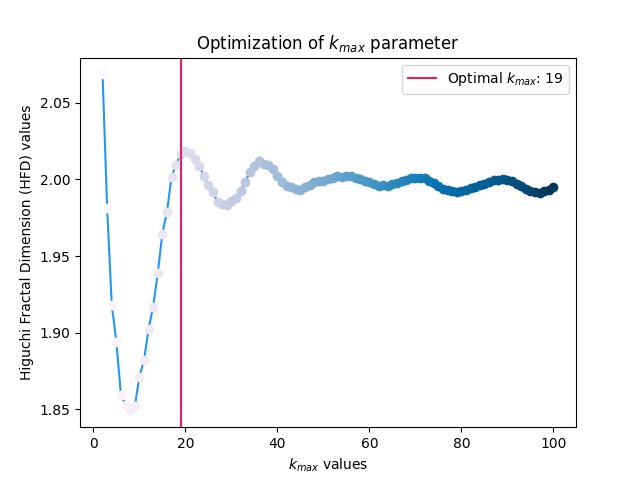 Optimization of k_max parameter
Optimal k_max: 19
Higuchi Fractal Dimension (HFD) values
2.05
2.00
1.95
1.90
1.85
0 20 40 60 80 100
k_max values